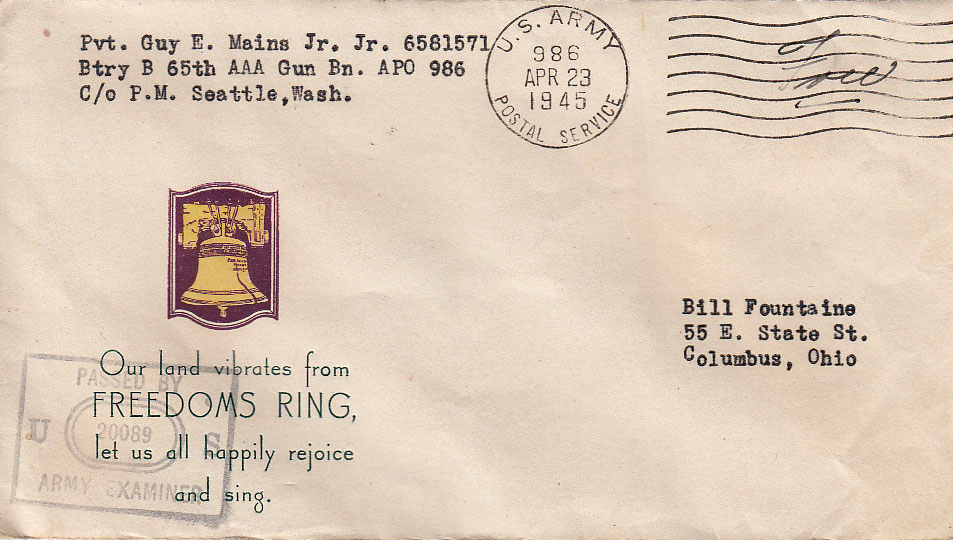 Pvt. Guy E. Mains Jr. Jr. 6581571
Btry B 65th AAA Gun Bn. APO 986
C/o P.M. Seattle,Wash.
U.S. ARMY
986
APR 23
1945
POSTAL SERVICE
Free
Bill Fountaine
55 E. State St.
Columbus, Ohio
Our land vibrates from
FREEDOMS RING,
let us all happily rejoice
and sing.
PASSED BY
U 20089 S
ARMY EXAMINER